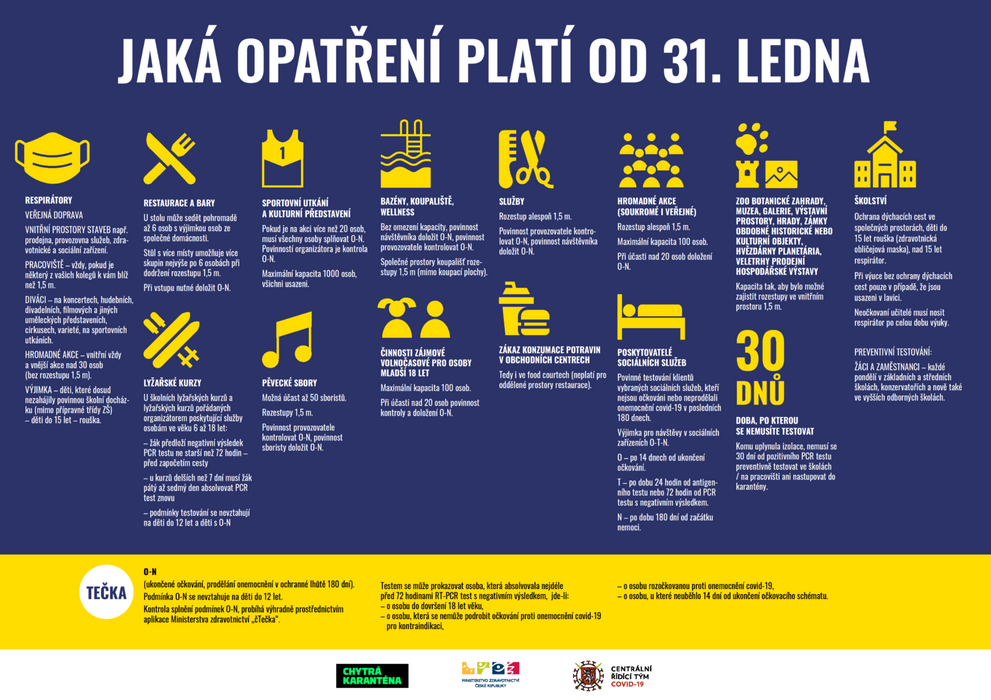 JAKÁ OPATŘENÍ PLATÍ OD 31. LEDNA
RESPIRÁTORY
VEŘEJNÁ DOPRAVA
VNITŘNÍ PROSTORY STAVEB např.
prodejna, provozovna služeb, zdra-
votnické a sociální zařízení.
PRACOVIŠTĚ – vždy, pokud je
některý z vašich kolegů k vám blíž
než 1,5 m.
DIVÁCI – na koncertech, hudebních,
divadelních, filmových a jiných
uměleckých představeních,
cirkusech, varieté, na sportovních
utkáních.
HROMADNÉ AKCE – vnitřní vždy
a vnější akce nad 30 osob
(bez rozestupu 1,5 m).
VÝJIMKA – děti, které dosud
nezahájily povinnou školní docház-
ku (mimo přípravné třídy ZŠ)
– děti do 15 let – rouška.
RESTAURACE A BARY
U stolu může sedět pohromadě
až 6 osob s výjimkou osob ze
společné domácnosti.
Stůl s více místy umožňuje více
skupin nejvýše po 6 osobách při
dodržení rozestupu 1,5 m.
Při vstupu nutné doložit O-N.
LYŽAŘSKÉ KURZY
U školních lyžařských kurzů a
lyžařských kurzů pořádaných
organizátorem poskytující služby
osobám ve věku 6 až 18 let:
– žák předloží negativní výsledek
PCR testu ne starší než 72 hodin –
před započetím cesty
– u kurzů delších než 7 dní musí žák
pátý až sedmý den absolvovat PCR
test znovu
– podmínky testování se nevztahují
na děti do 12 let a děti s O-N
1
SPORTOVNÍ UTKÁNÍ
A KULTURNÍ PŘEDSTAVENÍ
Pokud je na akci více než 20 osob,
musí všechny osoby splňovat O-N.
Povinností organizátora je kontrola
O-N.
Maximální kapacita 1000 osob,
všichni usazeni.
PĚVECKÉ SBORY
Možná účast až 50 sboristů.
Rozestupy 1,5 m.
Povinnost provozovatele
kontrolovat O-N, povinnost
sboristy doložit O-N.
BAZÉNY, KOUPALIŠTĚ,
WELLNESS
Bez omezení kapacity, povinnost
návštěvníka doložit O-N, povinnost
provozovatele kontrolovat O-N.
Společné prostory koupališť roze-
stupy 1,5 m (mimo koupací plochy).
ČINNOSTI ZÁJMOVÉ
VOLNOČASOVÉ PRO OSOBY
MLADŠÍ 18 LET
Maximální kapacita 100 osob.
Při účasti nad 20 osob povinnost
kontroly a doložení O-N.
SLUŽBY
Rozestup alespoň 1,5 m.
Povinnost provozovatele kontro-
lovat O-N, povinnost návštěvníka
doložit O-N.
ZÁKAZ KONZUMACE POTRAVIN
V OBCHODNÍCH CENTRECH
Tedy i ve food courtech (neplatí pro
oddělené prostory restaurace).
HROMADNÉ AKCE
(SOUKROMÉ I VEŘEJNÉ)
Rozestup alespoň 1,5 m.
Maximální kapacita 100 osob.
Při účasti nad 20 osob doložení
O-N.
POSKYTOVATELÉ
SOCIÁLNÍCH SLUŽEB
Povinné testování klientů
vybraných sociálních služeb, kteří
nejsou očkováni nebo neprodělali
onemocnění covid-19 v posledních
180 dnech.
Výjimka pro návštěvy v sociálních
zařízeních O-T-N.
O – po 14 dnech od ukončení
očkování.
T – po dobu 24 hodin od antigen-
ního testu nebo 72 hodin od PCR
testu s negativním výsledkem.
N – po dobu 180 dní od začátku
nemoci.
ZOO BOTANICKÉ ZAHRADY,
MUZEA, GALERIE, VÝSTAVNÍ
PROSTORY, HRADY, ZÁMKY
OBDOBNÉ HISTORICKÉ NEBO
KULTURNÍ OBJEKTY,
HVĚZDÁRNY PLANETÁRIA,
VELETRHY PRODEJNÍ
HOSPODÁŘSKÉ VÝSTAVY
Kapacita tak, aby bylo možné
zajistit rozestupy ve vnitřním
prostoru 1,5 m.
30
DNŮ
DOBA, PO KTEROU
SE NEMUSÍTE TESTOVAT
Komu uplynula izolace, nemusí se
30 dní od pozitivního PCR testu
preventivně testovat ve školách
/ na pracovišti ani nastupovat do
karantény.
ŠKOLSTVÍ
Ochrana dýchacích cest ve
společných prostorách, děti do
15 let rouška (zdravotnická
obličejová maska), nad 15 let
respirátor.
Při výuce bez ochrany dýchacích
cest pouze v případě, že jsou
usazení v lavici.
Neočkovaní učitelé musí nosit
respirátor po celou dobu výuky.
PREVENTIVNÍ TESTOVÁNÍ:
ŽÁCI A ZAMĚSTNANCI – každé
pondělí v základních a středních
školách, konzervatořích a nově také
ve vyšších odborných školách.
TEČKA
O-N
(ukončené očkování, prodělání onemocnění v ochranné lhůtě 180 dní).
Podmínka O-N se nevztahuje na děti do 12 let.
Kontrola splnění podmínek O-N, probíhá výhradně prostřednictvím
aplikace Ministerstva zdravotnictví „čTečka".
Testem se může prokazovat osoba, která absolvovala nejdéle
před 72 hodinami RT-PCR test s negativním výsledkem, jde-li:
– o osobu do dovršení 18 let věku,
– o osobu, která se nemůže podrobit očkování proti onemocnění covid-19
pro kontraindikaci,
– o osobu rozočkovanou proti onemocnění covid-19,
– o osobu, u které neuběhlo 14 dní od ukončení očkovacího schématu.
CHYTRÁ
KARANTÉNA
MINISTERSTVO ZDRAVOTNICTVÍ
ČESKÉ REPUBLIKY
CENTRÁLNÍ
ŘÍDÍCÍ TÝM
COVID-19